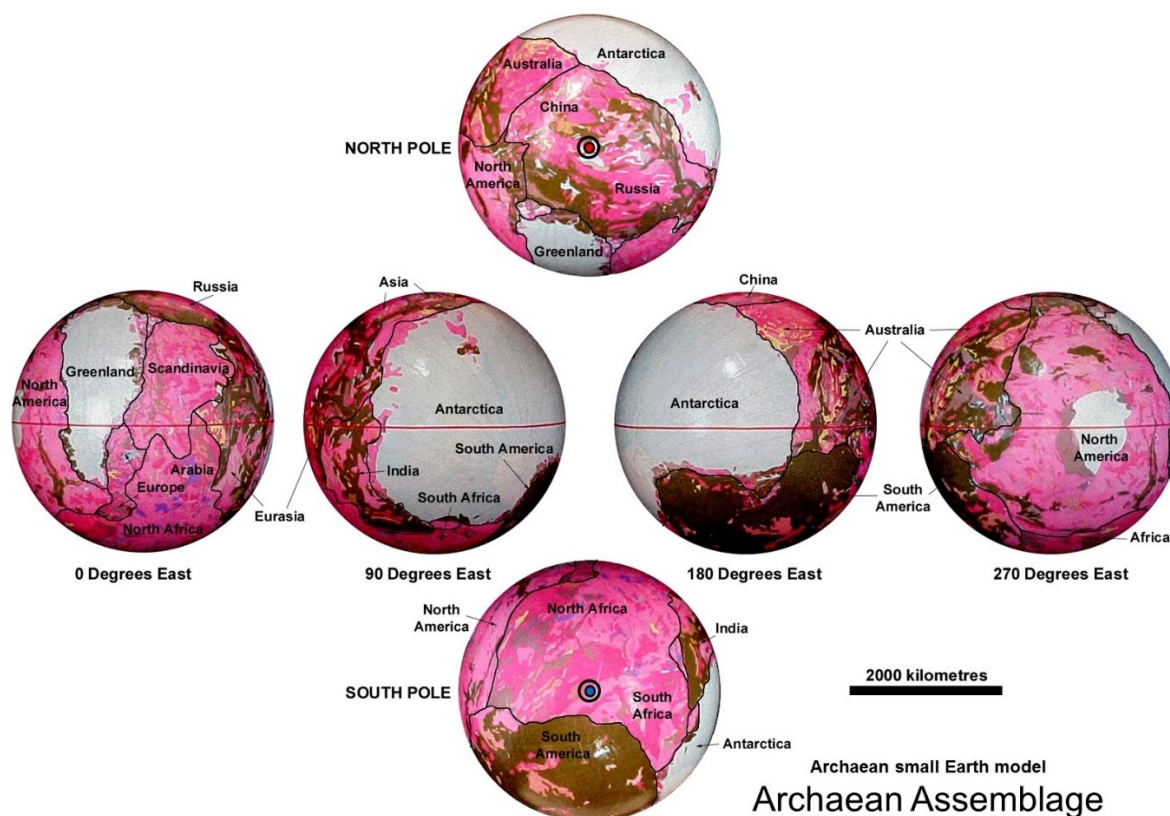 Antarctica
Australia
China
NORTH POLE
North
America
Russia
Greenland
Russia
Asia
China
Greenland
Scandinavia
Australia
North
America
Antarctica
Antarctica
North
America
South America
India
Arabia
Europe
South Africa
South
America
North Africa
Eurasia
Africa
0 Degrees East
90 Degrees East
180 Degrees East
270 Degrees East
North
America
North Africa
India
2000 kilometres
SOUTH POLE
South
Africa
South
America
Antarctica
Archaean small Earth model
Archaean Assemblage